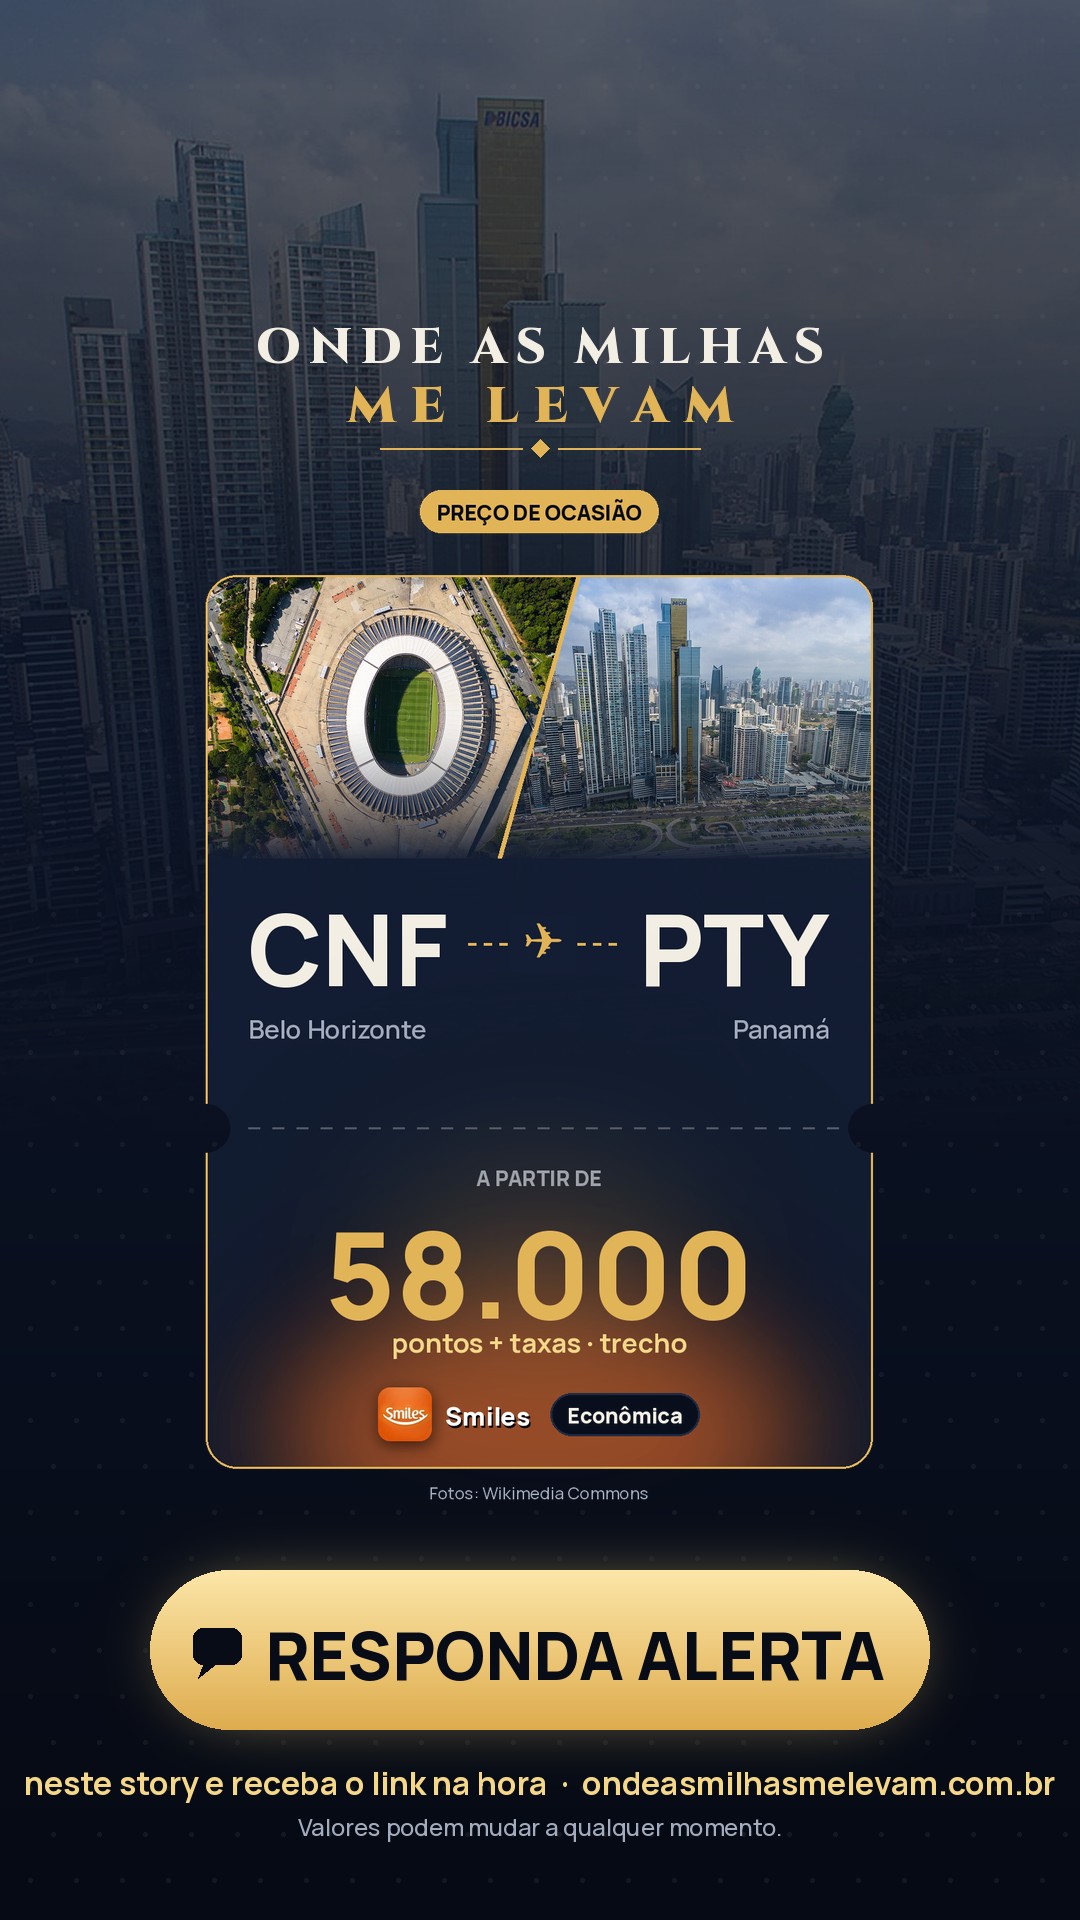 BICSA
ONDE AS MILHAS
ME LEVAM
PREÇO DE OCASIÃO
CNF
PTY
Belo Horizonte
Panamá
A PARTIR DE
58.000
pontos + taxas · trecho
Smiles
Smiles
Econômica
Fotos: Wikimedia Commons
RESPONDA ALERTA
neste story e receba o link na hora · ondeasmilhasmelevam.com.br
Valores podem mudar a qualquer momento.